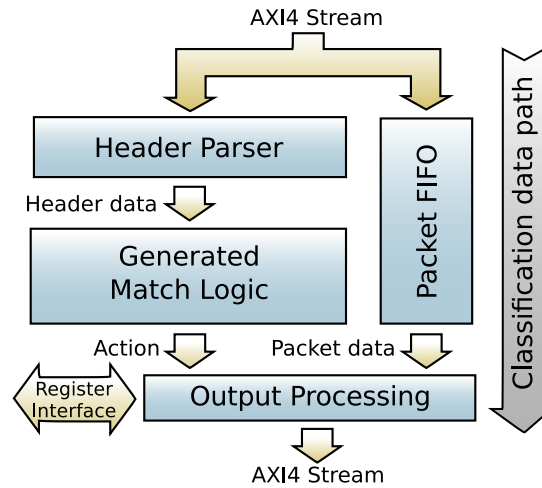 AXI4 Stream
Header Parser
Packet FIFO
Classification data path
Header data
Generated
Match Logic
Action
Packet data
Register
Interface
Output Processing
AXI4 Stream